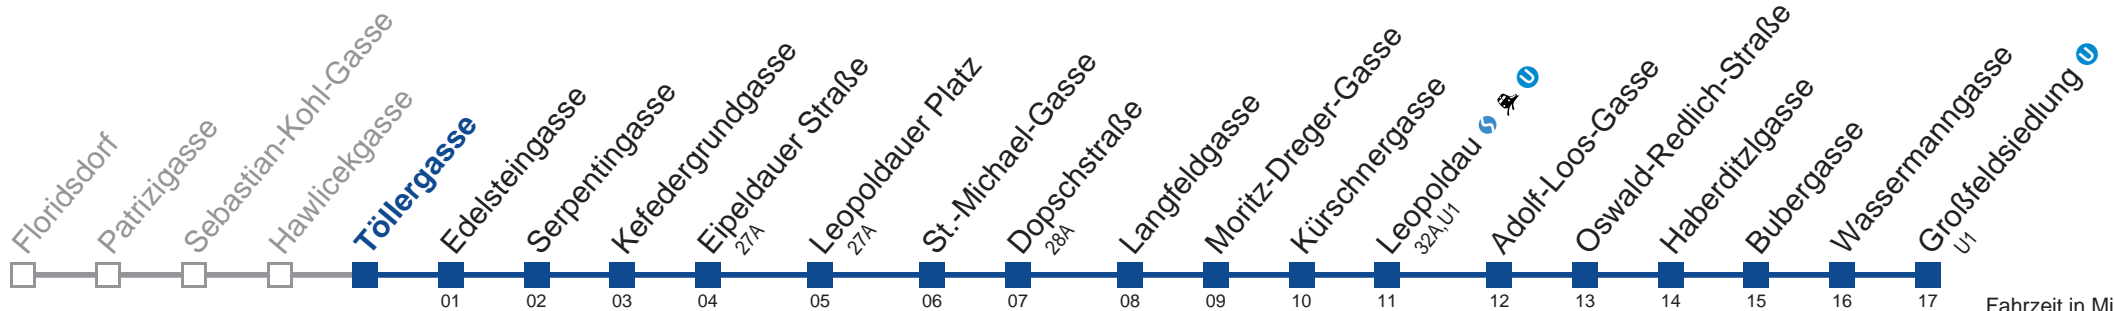 Floridsdorf
Patrizigasse
Sebastian-Kohl-Gasse
Hawlicekgasse
Töllergasse
Edelsteingasse
Serpentingasse
Kefedergrundgasse
Eipeldauer Straße
27A
Leopoldauer Platz
27A
St.-Michael-Gasse
Dopschstraße
28A
Langfeldgasse
Moritz-Dreger-Gasse
Kürschnergasse
Leopoldau S U
32A,U1
Adolf-Loos-Gasse
Oswald-Redlich-Straße
Haberditzlgasse
Bubergasse
Wassermanngasse
Großfeldsiedlung U
U1
01 02 03 04 05 06 07 08 09 10 11 12 13 14 15 16 17
Fahrzeit in Mi